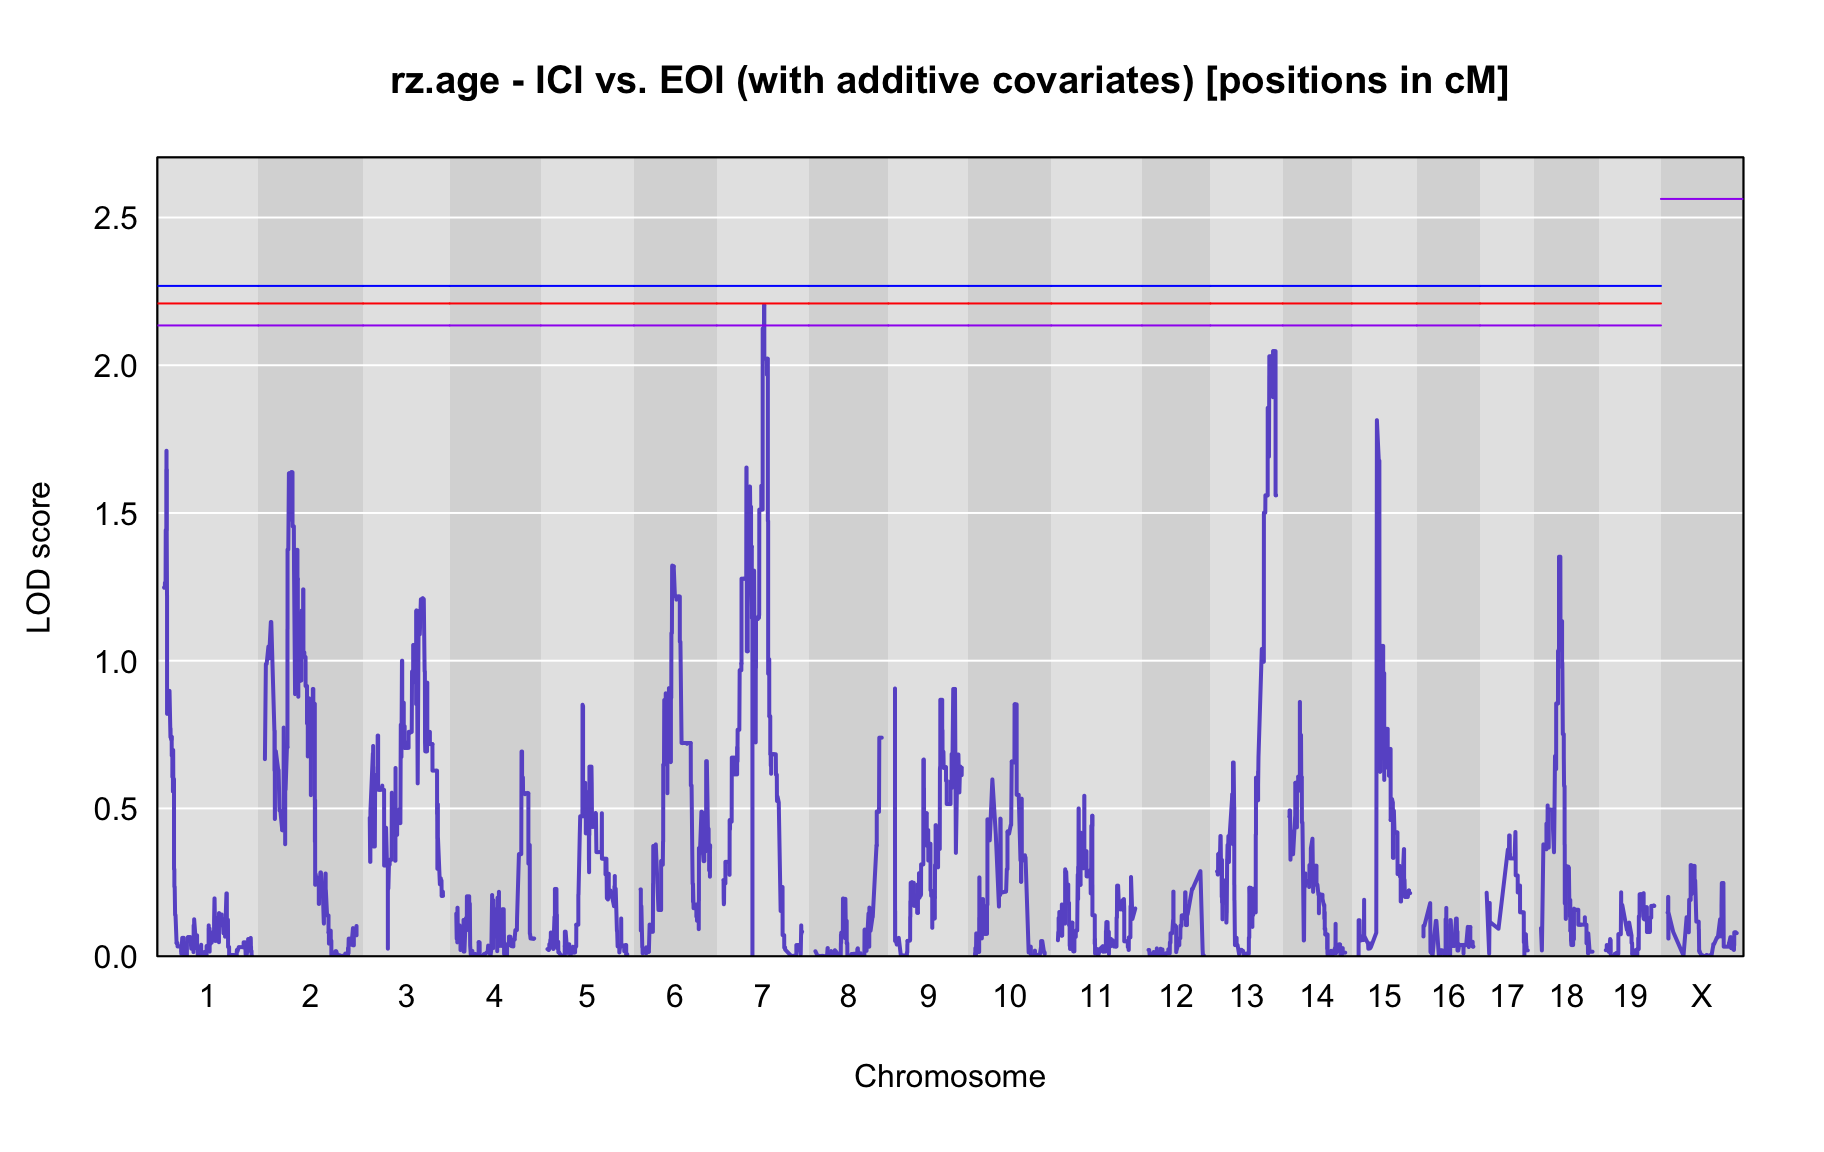 rz.age - ICI vs. EOI (with additive covariates) [positions in cM]
LOD score
2.5
2.0
1.5
1.0
0.5
0.0
1 2 3 4 5 6 7 8 9 10 11 12 13 14 15 16 17 18 19 X
Chromosome